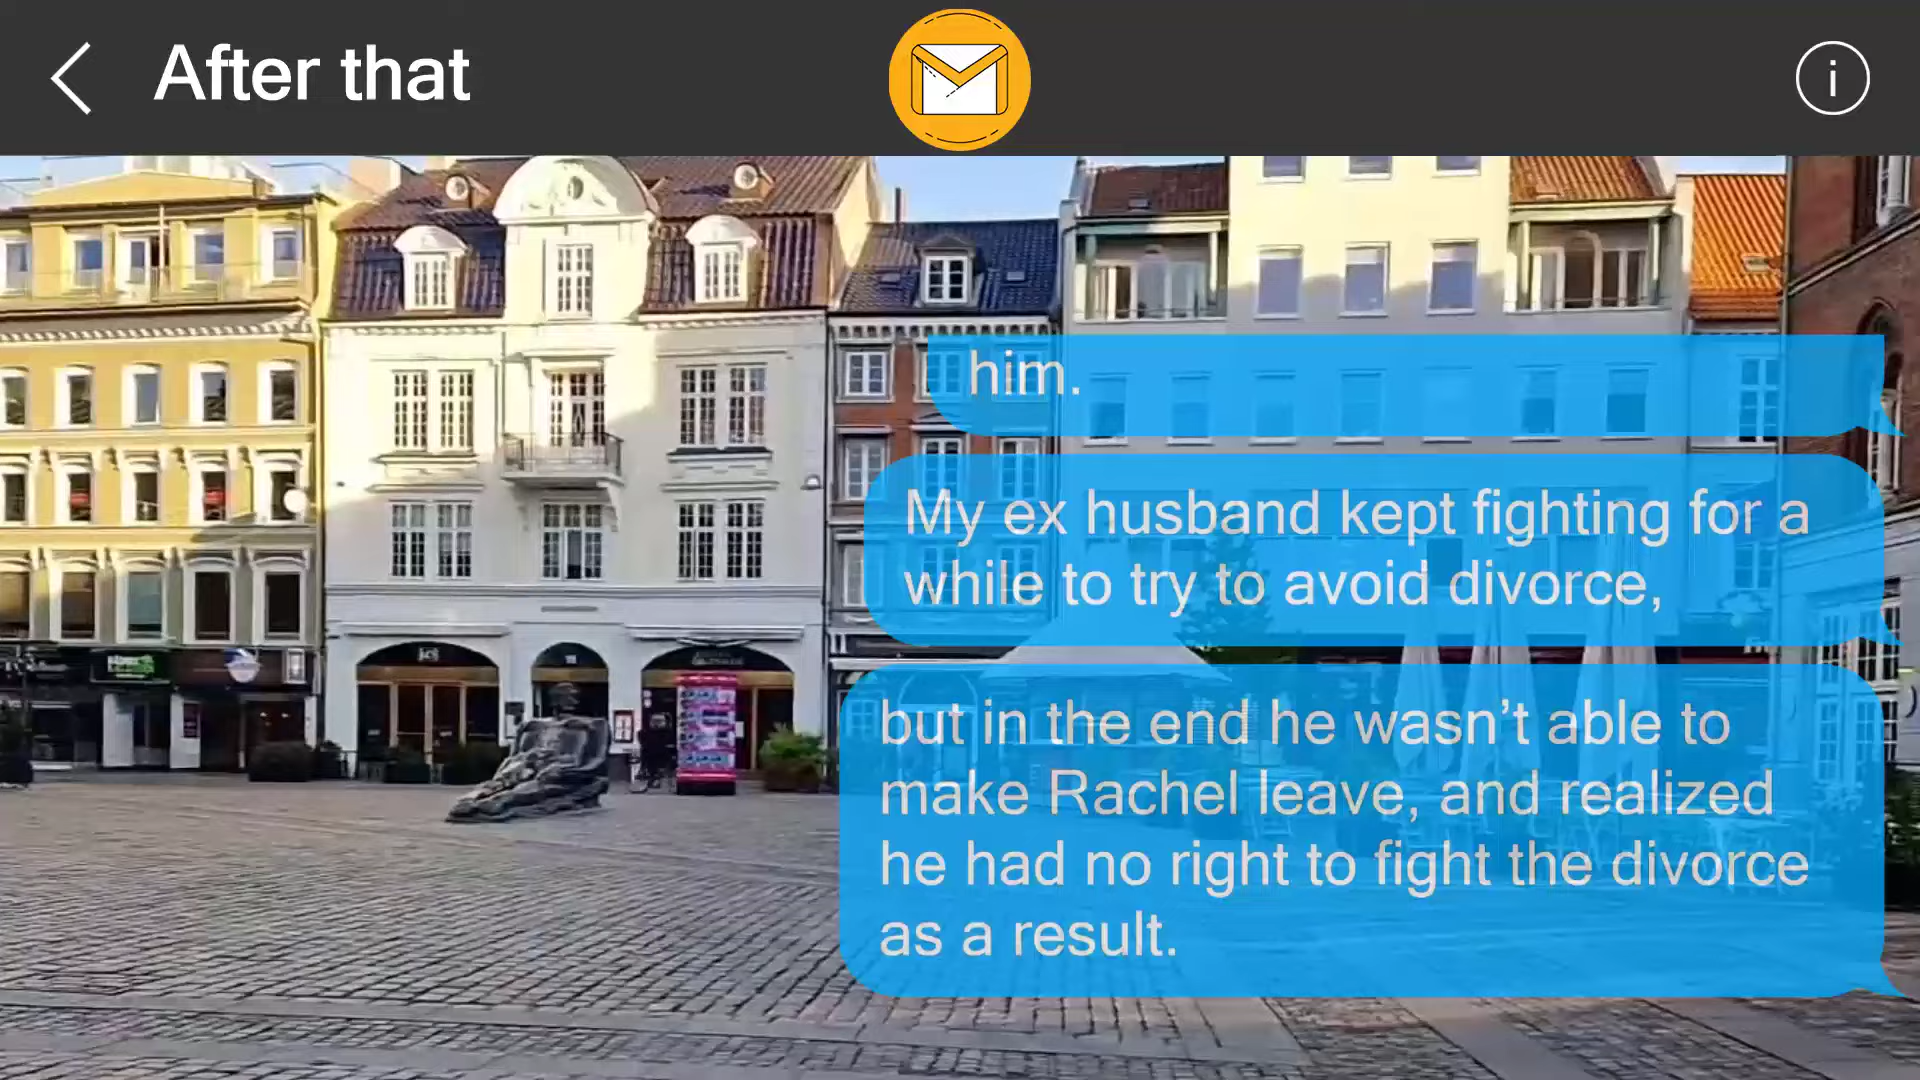 After that
him.
My ex husband kept fighting for a
while to try to avoid divorce,
but in the end he wasn’t able to
make Rachel leave, and realized
he had no right to fight the divorce
as a result.